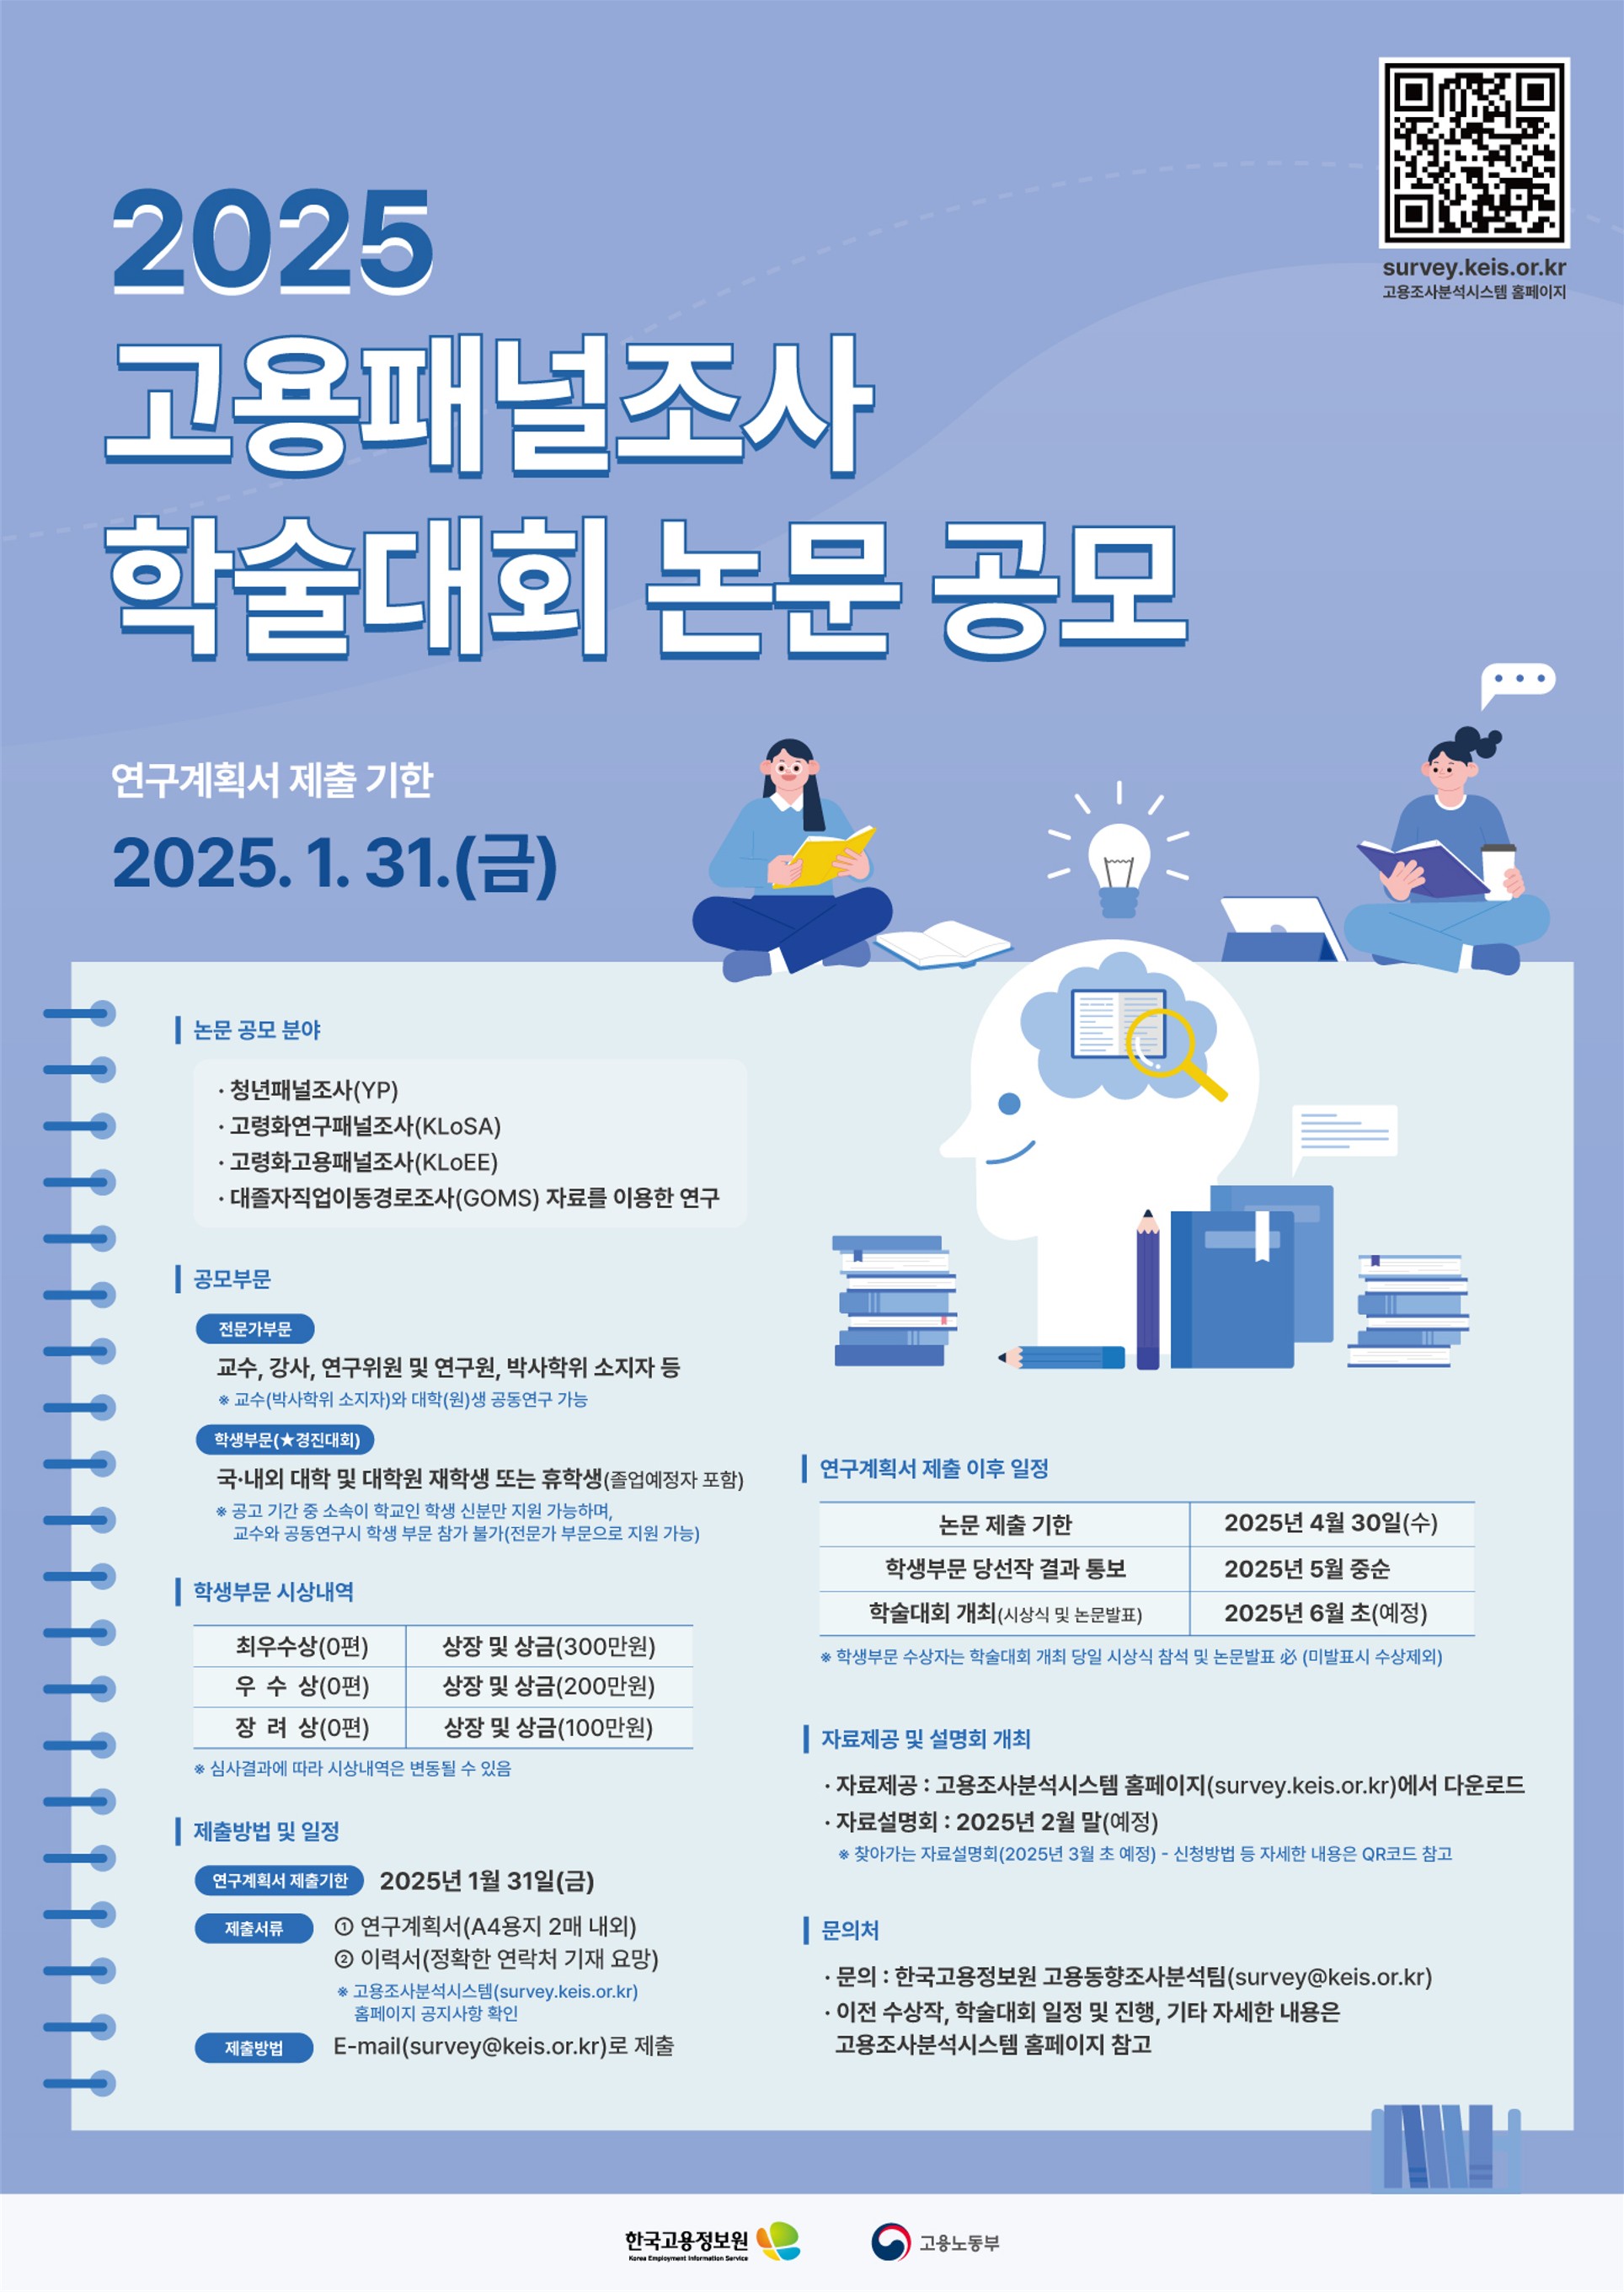 survey.keis.or.kr
고용조사분석시스템 홈페이지
2025
고용패널조사
학술대회 논문 공모
연구계획서 제출 기한
2025. 1. 31.(금)
논문 공모 분야
· 청년패널조사(YP)
· 고령화연구패널조사(KLoSA)
· 고령화고용패널조사(KLoEE)
· 대졸자직업이동경로조사(GOMS) 자료를 이용한 연구
공모부문
전문가부문
교수, 강사, 연구위원 및 연구원, 박사학위 소지자 등
※ 교수(박사학위 소지자)와 대학(원)생 공동연구 가능
학생부문(★경진대회)
국·내외 대학 및 대학원 재학생 또는 휴학생(졸업예정자 포함)
※ 공고 기간 중 소속이 학교인 학생 신분만 지원 가능하며,
교수와 공동연구시 학생 부문 참가 불가(전문가 부문으로 지원 가능)
학생부문 시상내역
최우수상(0편) 상장 및 상금(300만원)
우 수 상(0편) 상장 및 상금(200만원)
장 려 상(0편) 상장 및 상금(100만원)
※ 심사결과에 따라 시상내역은 변동될 수 있음
제출방법 및 일정
연구계획서 제출기한 2025년 1월 31일(금)
제출서류 ① 연구계획서(A4용지 2매 내외)
② 이력서(정확한 연락처 기재 요망)
※ 고용조사분석시스템(survey.keis.or.kr)
홈페이지 공지사항 확인
제출방법 E-mail(survey@keis.or.kr)로 제출
연구계획서 제출 이후 일정
논문 제출 기한 2025년 4월 30일(수)
학생부문 당선작 결과 통보 2025년 5월 중순
학술대회 개최(시상식 및 논문발표) 2025년 6월 초(예정)
※ 학생부문 수상자는 학술대회 개최 당일 시상식 참석 및 논문발표 必 (미발표시 수상제외)
자료제공 및 설명회 개최
· 자료제공 : 고용조사분석시스템 홈페이지(survey.keis.or.kr)에서 다운로드
· 자료설명회 : 2025년 2월 말(예정)
※ 찾아가는 자료설명회(2025년 3월 초 예정) - 신청방법 등 자세한 내용은 QR코드 참고
문의처
· 문의 : 한국고용정보원 고용동향조사분석팀(survey@keis.or.kr)
· 이전 수상작, 학술대회 일정 및 진행, 기타 자세한 내용은
고용조사분석시스템 홈페이지 참고
한국고용정보원
Korea Employment Information Service
고용노동부